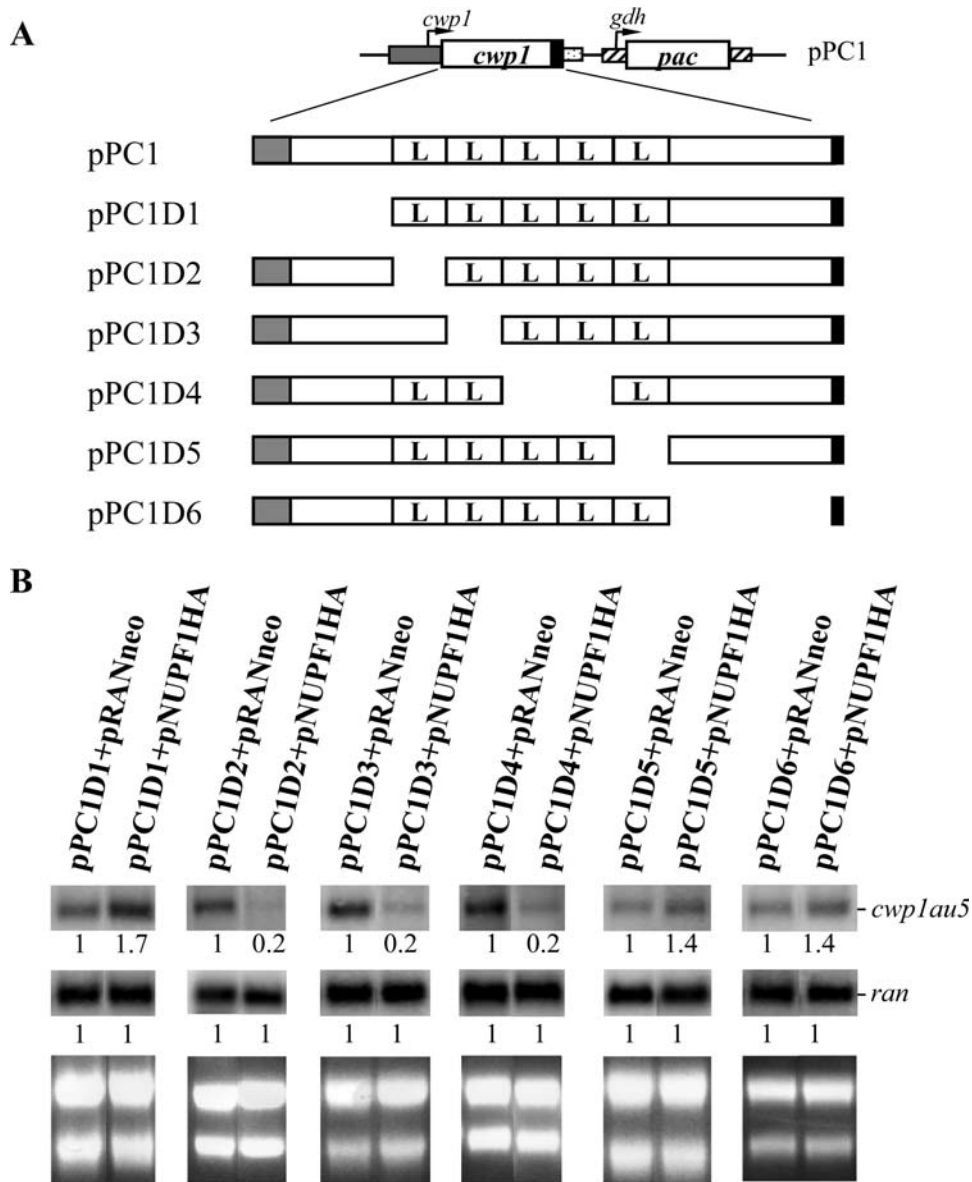 A
cwp1
gdh
cwp1
pac
pPC1
pPC1 L L L L L
pPC1D1 L L L L L
pPC1D2 L L L L
pPC1D3 L L L
pPC1D4 L L L
pPC1D5 L L L L
pPC1D6 L L L L L
B
pPC1D1+pRANneo
pPC1D1+pNUPF1HA
pPC1D2+pRANneo
pPC1D2+pNUPF1HA
pPC1D3+pRANneo
pPC1D3+pNUPF1HA
pPC1D4+pRANneo
pPC1D4+pNUPF1HA
pPC1D5+pRANneo
pPC1D5+pNUPF1HA
pPC1D6+pRANneo
pPC1D6+pNUPF1HA
cwp1au5
1 1.7 1 0.2 1 0.2 1 0.2 1 1.4 1 1.4
ran
1 1 1 1 1 1 1 1 1 1 1 1